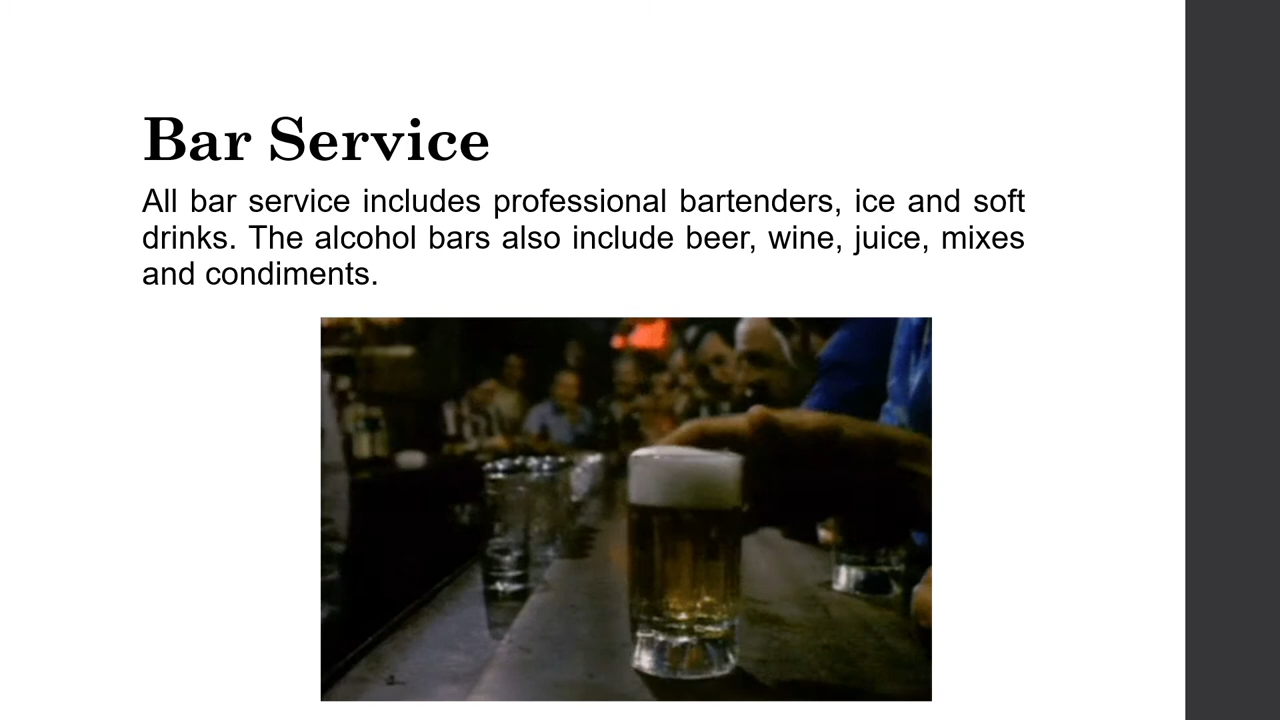 Bar Service
All bar service includes professional bartenders, ice and soft
drinks. The alcohol bars also include beer, wine, juice, mixes
and condiments.